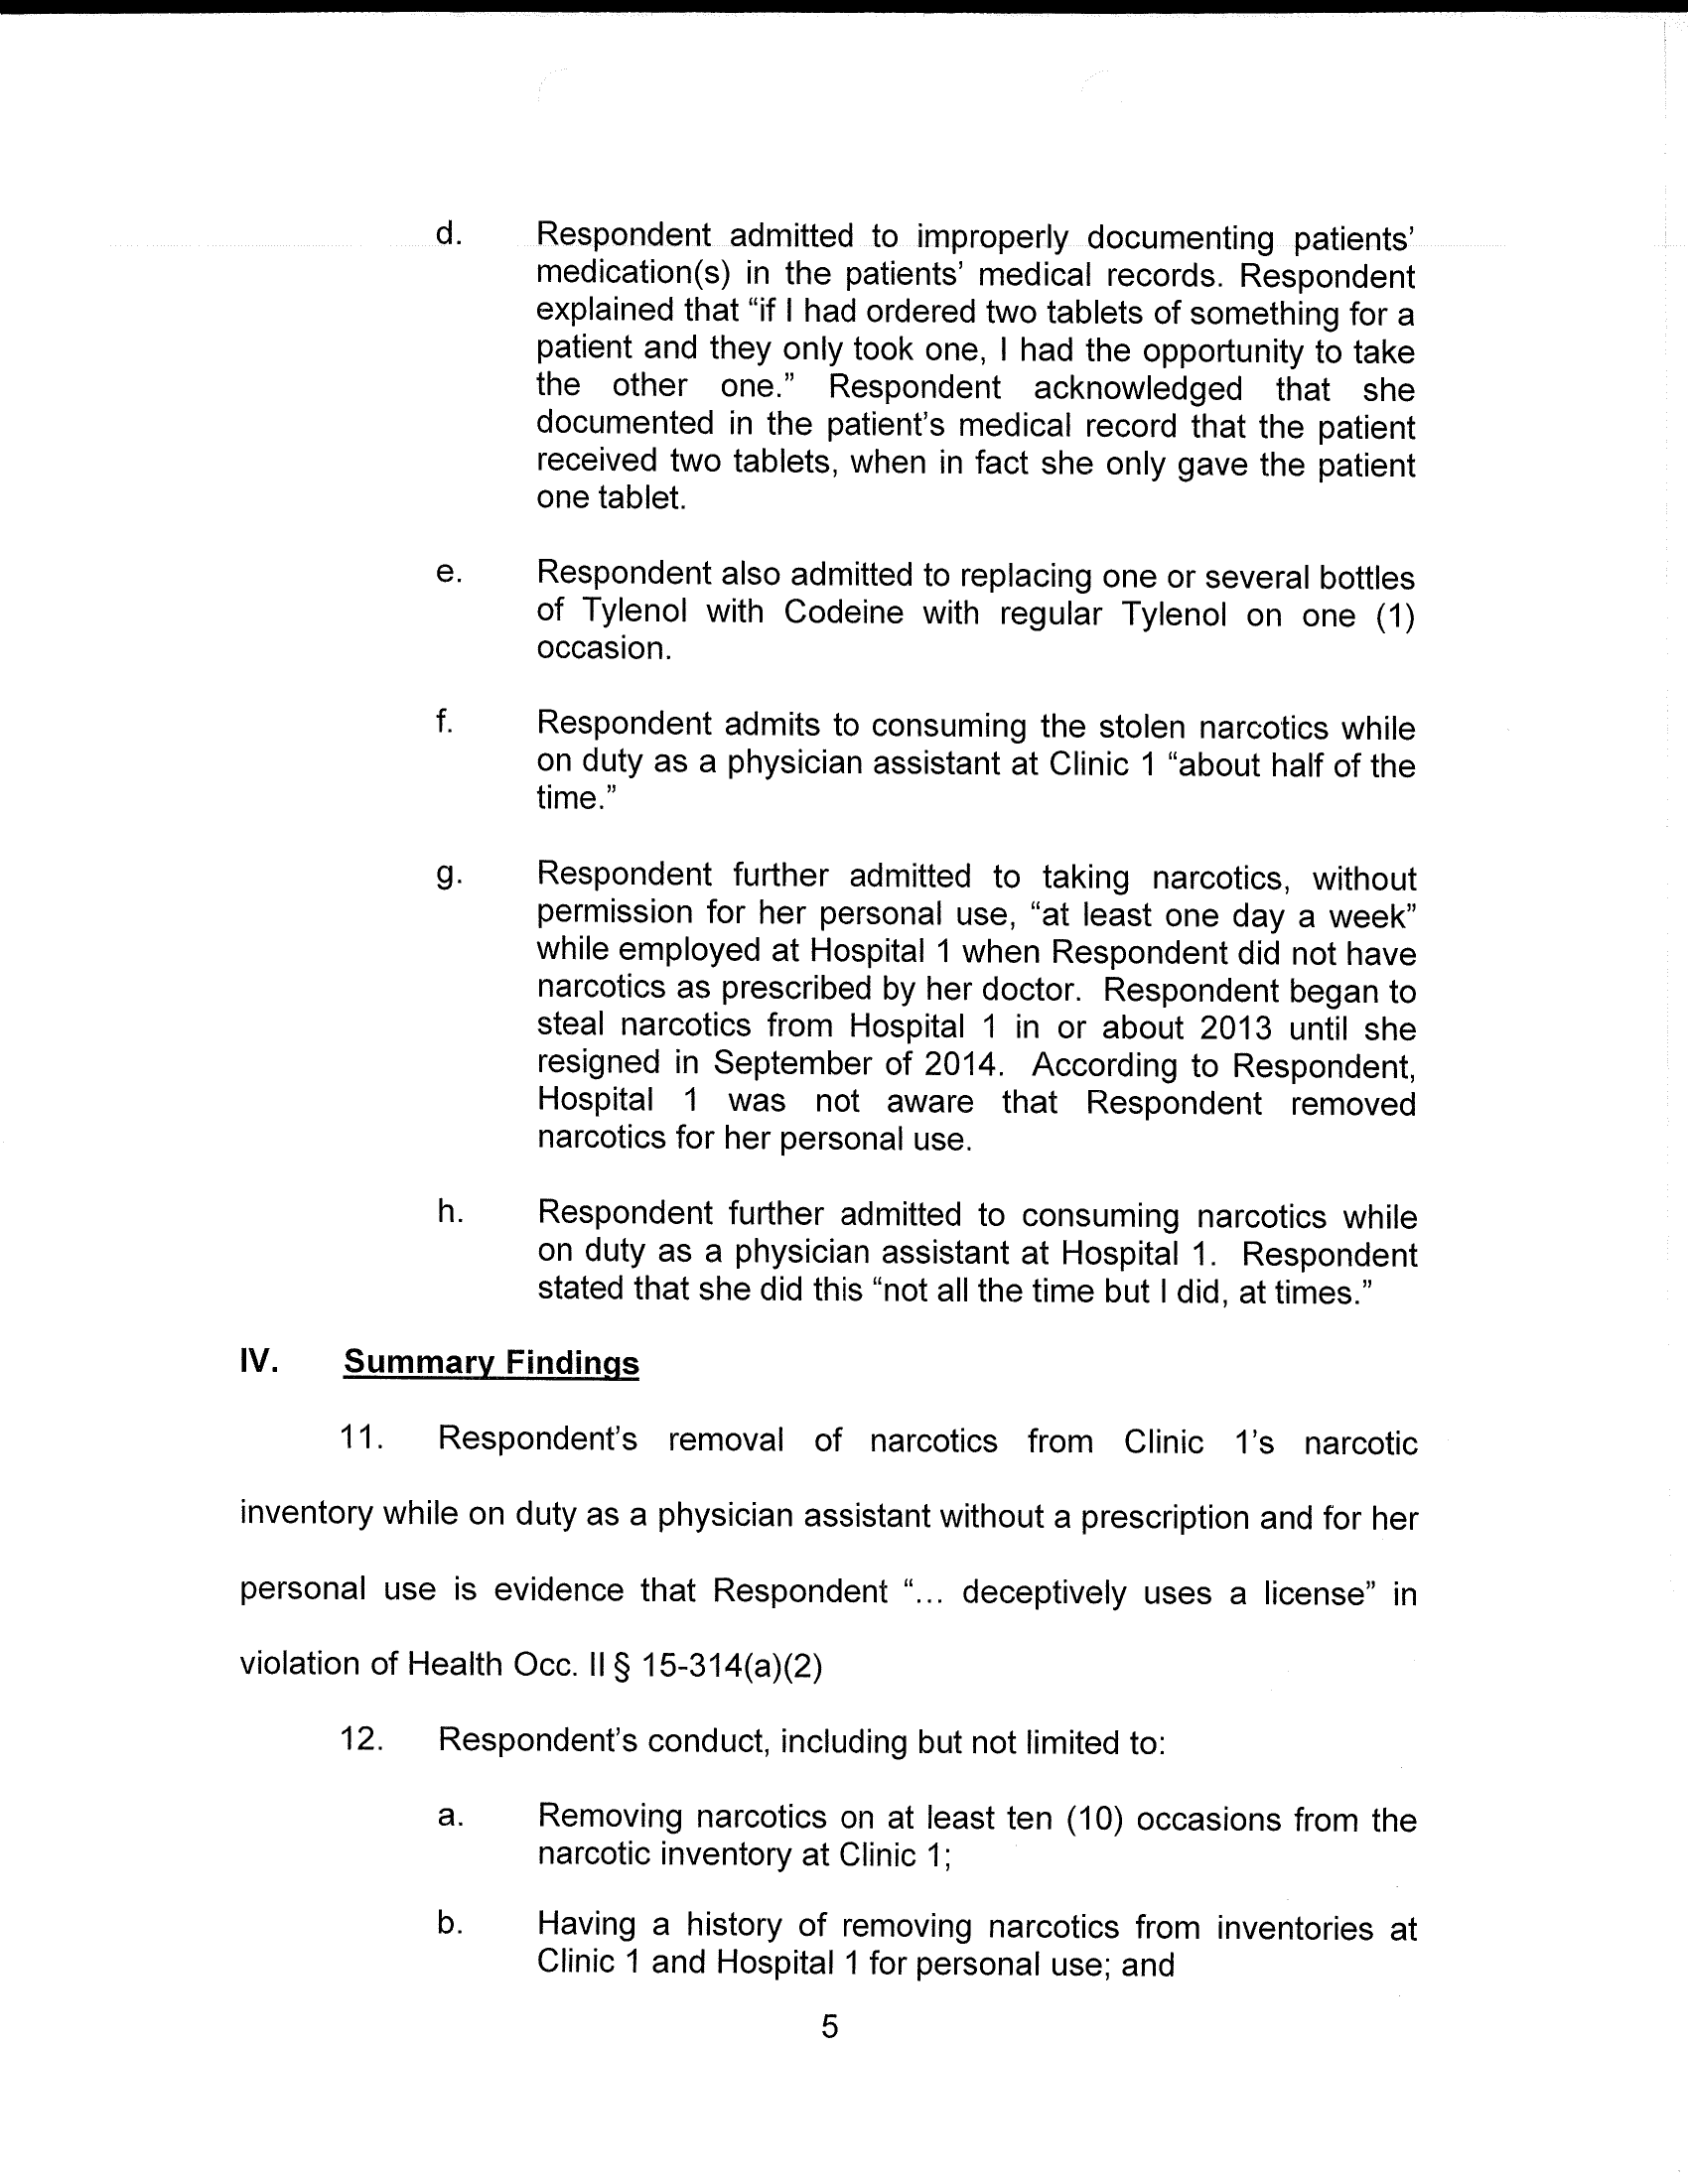 d. Respondent admitted to improperly documenting patients'
medication(s) in the patients' medical records. Respondent
explained that “if I had ordered two tablets of something for a
patient and they only took one, I had the opportunity to take
the other one.” Respondent acknowledged that she
documented in the patient's medical record that the patient
received two tablets, when in fact she only gave the patient
one tablet.
e. Respondent also admitted to replacing one or several bottles
of Tylenol with Codeine with regular Tylenol on one (1)
occasion.
f. Respondent admits to consuming the stolen narcotics while
on duty as a physician assistant at Clinic 1 “about half of the
time.”
g. Respondent further admitted to taking narcotics, without
permission for her personal use, “at least one day a week”
while employed at Hospital 1 when Respondent did not have
narcotics as prescribed by her doctor. Respondent began to
steal narcotics from Hospital 1 in or about 2013 until she
resigned in September of 2014. According to Respondent,
Hospital 1 was not aware that Respondent removed
narcotics for her personal use.
h. Respondent further admitted to consuming narcotics while
on duty as a physician assistant at Hospital 1. Respondent
stated that she did this “not all the time but I did, at times.”
IV. Summary Findings
11. Respondent's removal of narcotics from Clinic 1's narcotic
inventory while on duty as a physician assistant without a prescription and for her
personal use is evidence that Respondent “... deceptively uses a license” in
violation of Health Occ. II § 15-314(a)(2)
12. Respondent's conduct, including but not limited to:
a. Removing narcotics on at least ten (10) occasions from the
narcotic inventory at Clinic 1;
b. Having a history of removing narcotics from inventories at
Clinic 1 and Hospital 1 for personal use; and
5